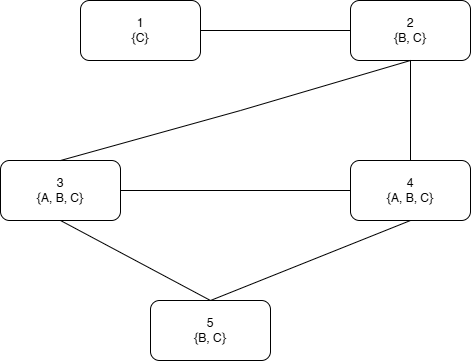 1
{C}
2
{B, C}
3
{A, B, C}
4
{A, B, C}
5
{B, C}